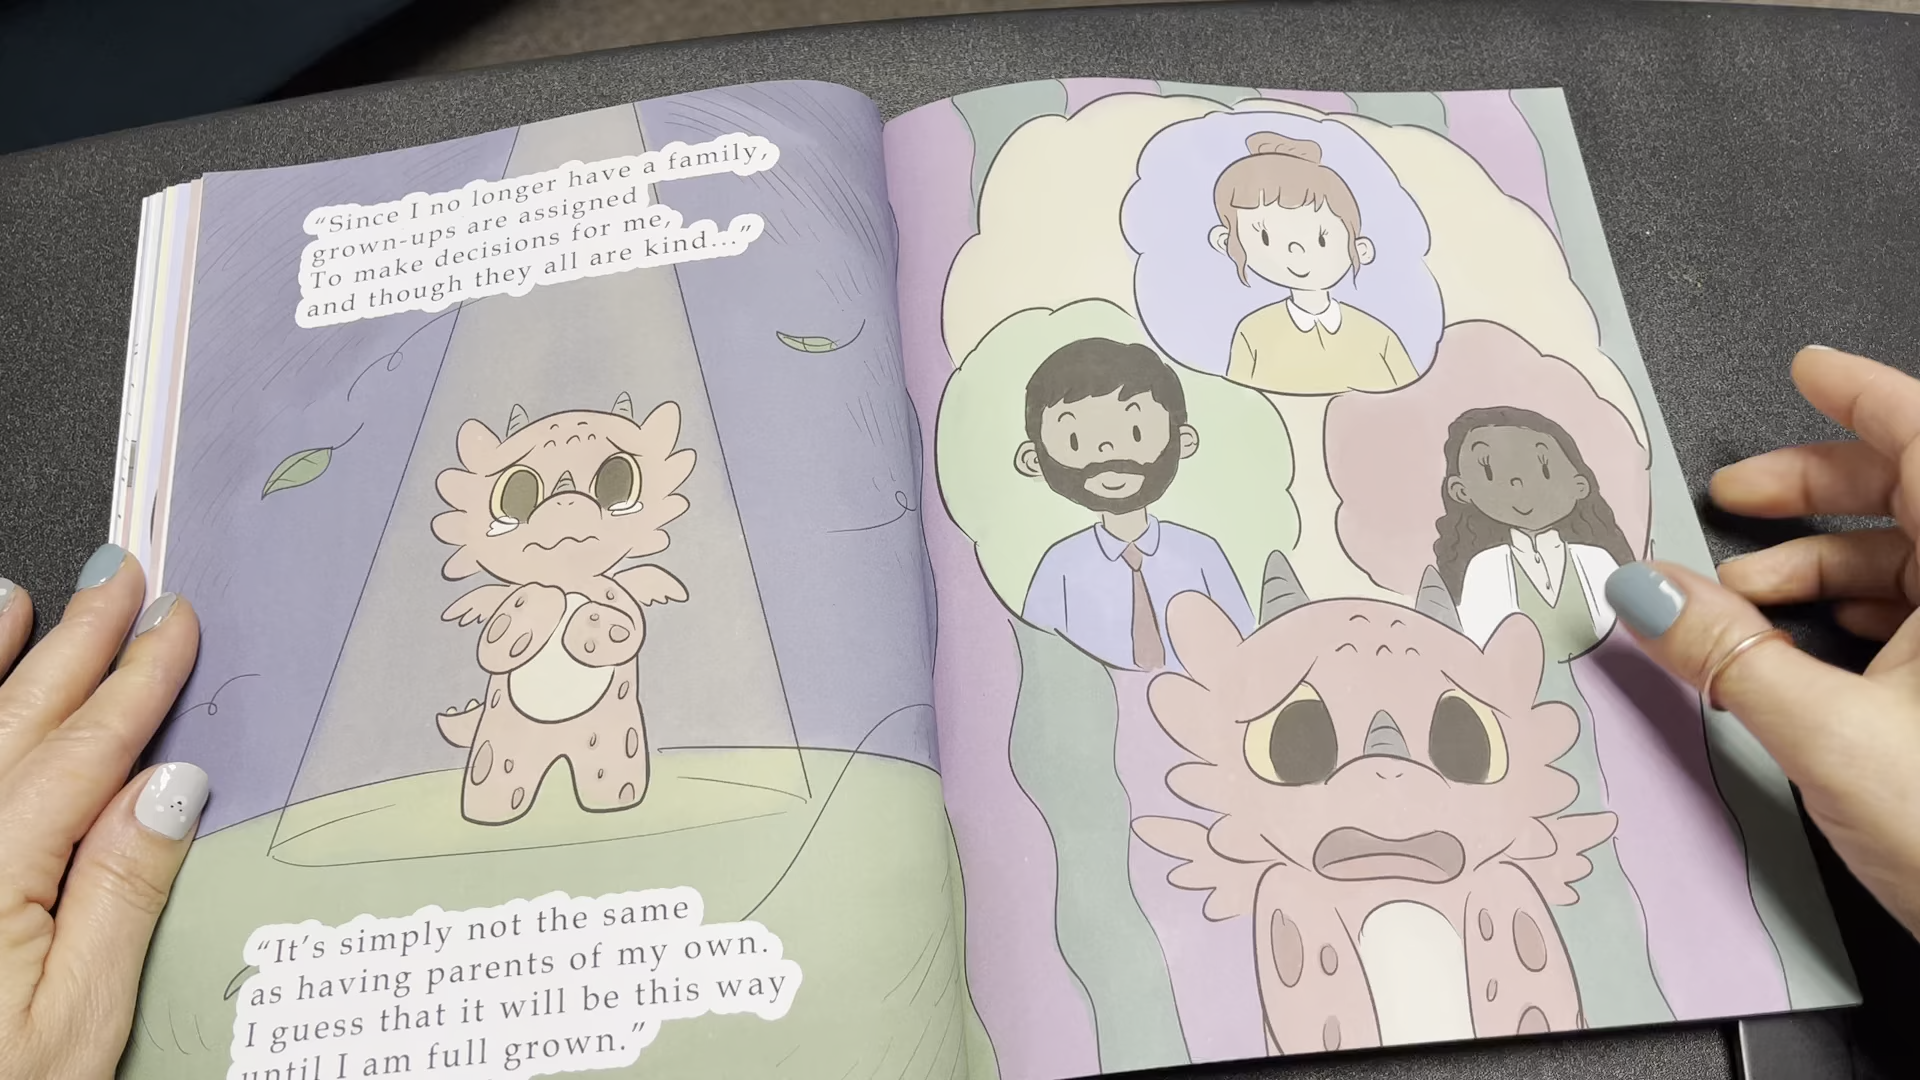 “Since I no longer have a family,
grown-ups are assigned
To make decisions for me,
and though they all are kind...”
“It’s simply not the same
as having parents of my own.
I guess that it will be this way
until I am full grown.”